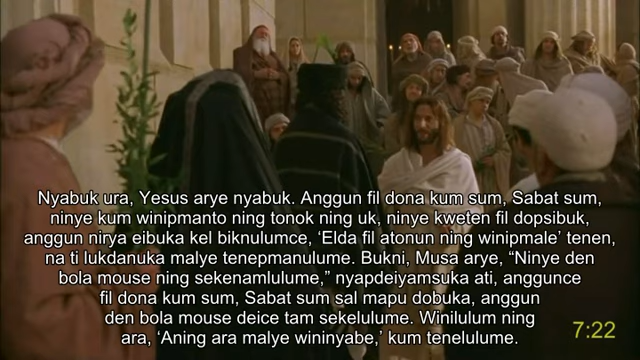 Nyabuk ura, Yesus arye nyabuk. Anggun fil dona kum sum, Sabat sum,
ninye kum winipmanto ning tonok ning uk, ninye kweten fil dopsibuk,
anggun nirya eibuka kel biknulumce, ‘Elda fil atonun ning winipmale’ tenen,
na ti lukdanuka malye tenepmanulume. Bukni, Musa arye, “Ninye den
bola mouse ning sekenamlulume,” nyapdeiyamsuka ati, anggunce
fil dona kum sum, Sabat sum sal mapu dobuka, anggun
den bola mouse deice tam sekelulume. Winilulum ning
ara, ‘Aning ara malye wininyabe,’ kum tenelulume.
7:22